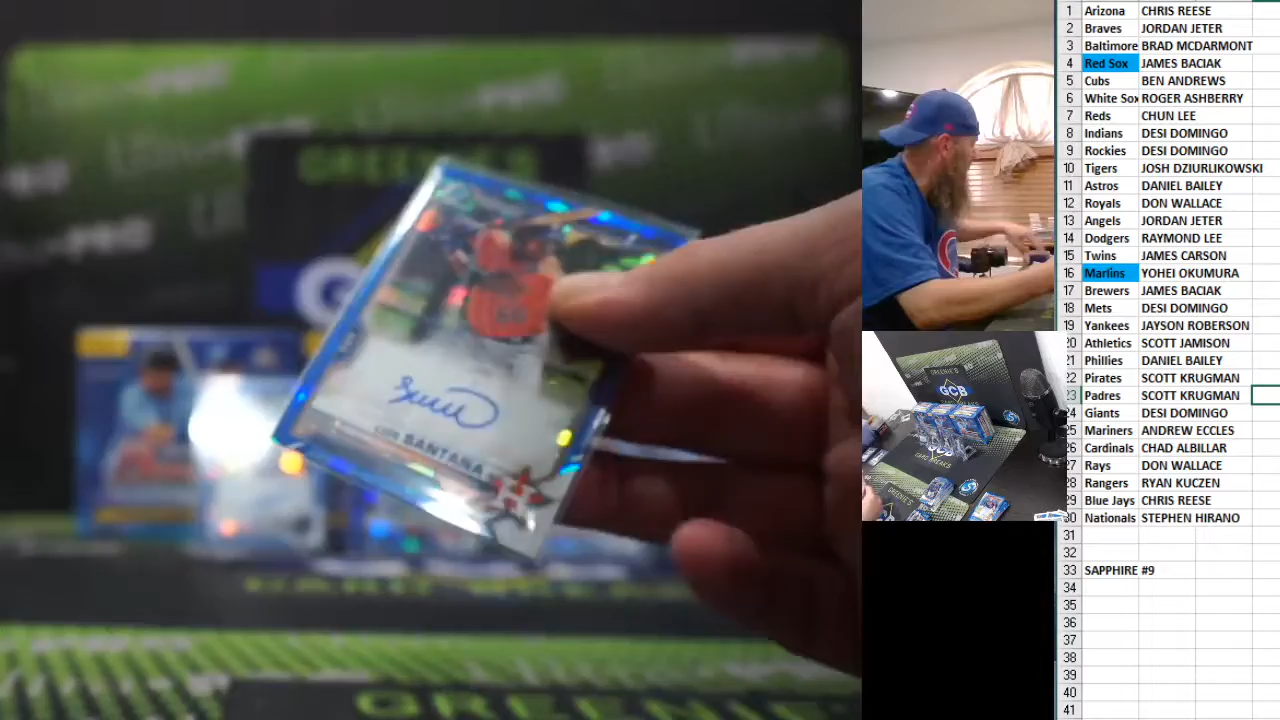 GREENIE'S
SANTANA
1 Arizona CHRIS REESE
2 Braves JORDAN JETER
3 Baltimore BRAD MCDARMONT
4 Red Sox JAMES BACIAK
5 Cubs BEN ANDREWS
6 White Sox ROGER ASHBERRY
7 Reds CHUN LEE
8 Indians DESI DOMINGO
9 Rockies DESI DOMINGO
10 Tigers JOSH DZIURLIKOWSKI
11 Astros DANIEL BAILEY
12 Royals DON WALLACE
13 Angels JORDAN JETER
14 Dodgers RAYMOND LEE
15 Twins JAMES CARSON
16 Marlins YOHEI OKUMURA
17 Brewers JAMES BACIAK
18 Mets DESI DOMINGO
19 Yankees JAYSON ROBERSON
20 Athletics SCOTT JAMISON
21 Phillies DANIEL BAILEY
22 Pirates SCOTT KRUGMAN
23 Padres SCOTT KRUGMAN
24 Giants DESI DOMINGO
25 Mariners ANDREW ECCLES
26 Cardinals CHAD ALBILLAR
27 Rays DON WALLACE
28 Rangers RYAN KUCZEN
29 Blue Jays CHRIS REESE
30 Nationals STEPHEN HIRANO
31
32
33 SAPPHIRE #9
34
35
36
37
38
39
40
41
GREENIE'S
GCB
CARD BREAKS
GREENIE